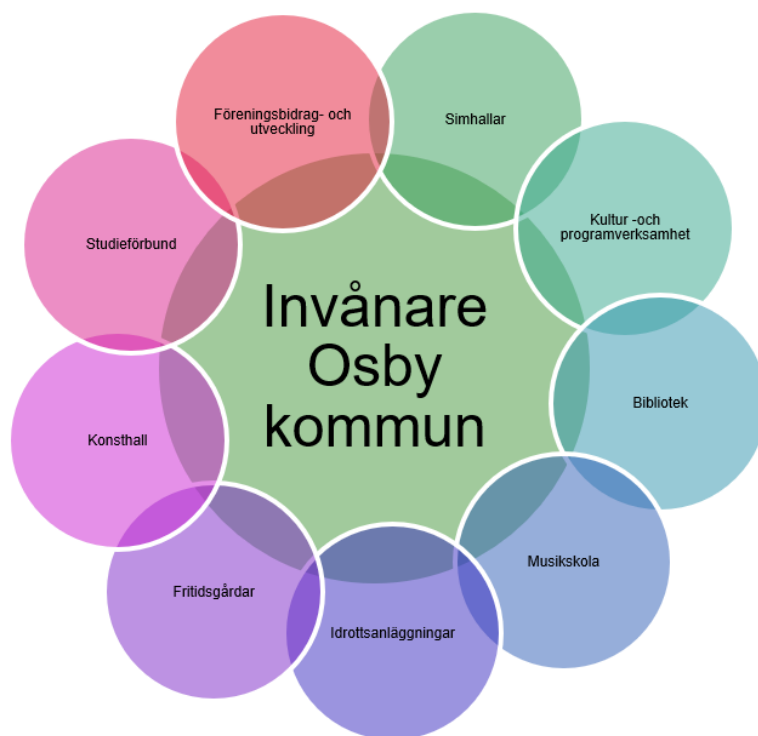 Föreningsbidrag- och
utveckling
Simhallar
Kultur -och
programverksamhet
Studieförbund
Invånare
Osby
kommun
Bibliotek
Konsthall
Musikskola
Fritidsgårdar
Idrottsanläggningar